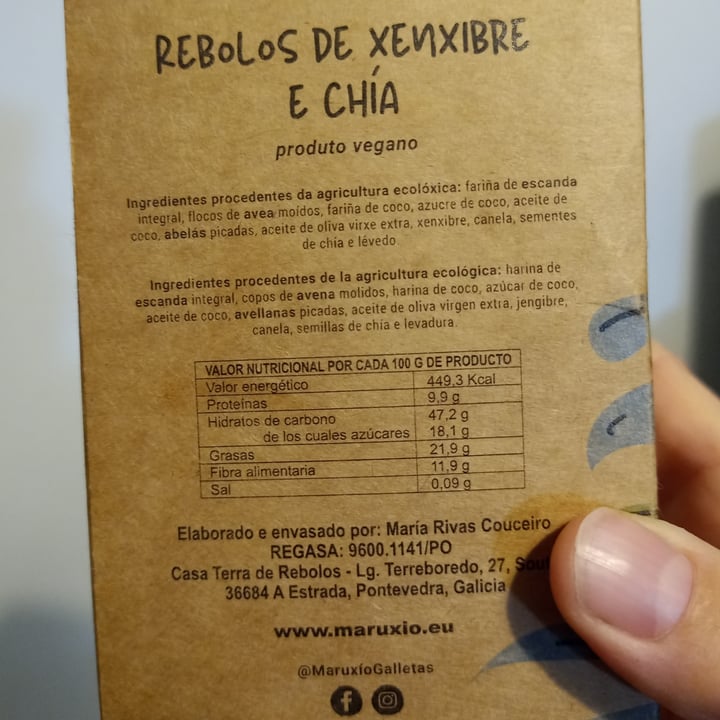 REBOLOS DE XENXIBRE
E CHÍA
produto vegano
Ingredientes procedentes da agricultura ecolóxica: fariña de escanda
integral, flocos de avea moídos, fariña de coco, azucre de coco, aceite de
coco, abelás picadas, aceite de oliva virxe extra, xenxibre, canela, sementes
de chía e lévedo.
Ingredientes procedentes de la agricultura ecológica: harina de
escanda integral, copos de avena molidos, harina de coco, azúcar de coco,
aceite de coco, avellanas picadas, aceite de oliva virgen extra, jengibre,
canela, semillas de chía e levadura.
VALOR NUTRICIONAL POR CADA 100 G DE PRODUCTO
Valor energético 449,3 Kcal
Proteínas 9,9 g
Hidratos de carbono 47,2 g
de los cuales azúcares 18,1 g
Grasas 21,9 g
Fibra alimentaria 11,9 g
Sal 0,09 g
Elaborado e envasado por: María Rivas Couceiro
REGASA: 9600.1141/PO
Casa Terra de Rebolos - Lg. Terreboredo, 27,
36684 A Estrada, Pontevedra, Galicia
www.maruxio.eu
@MaruxíoGalletas